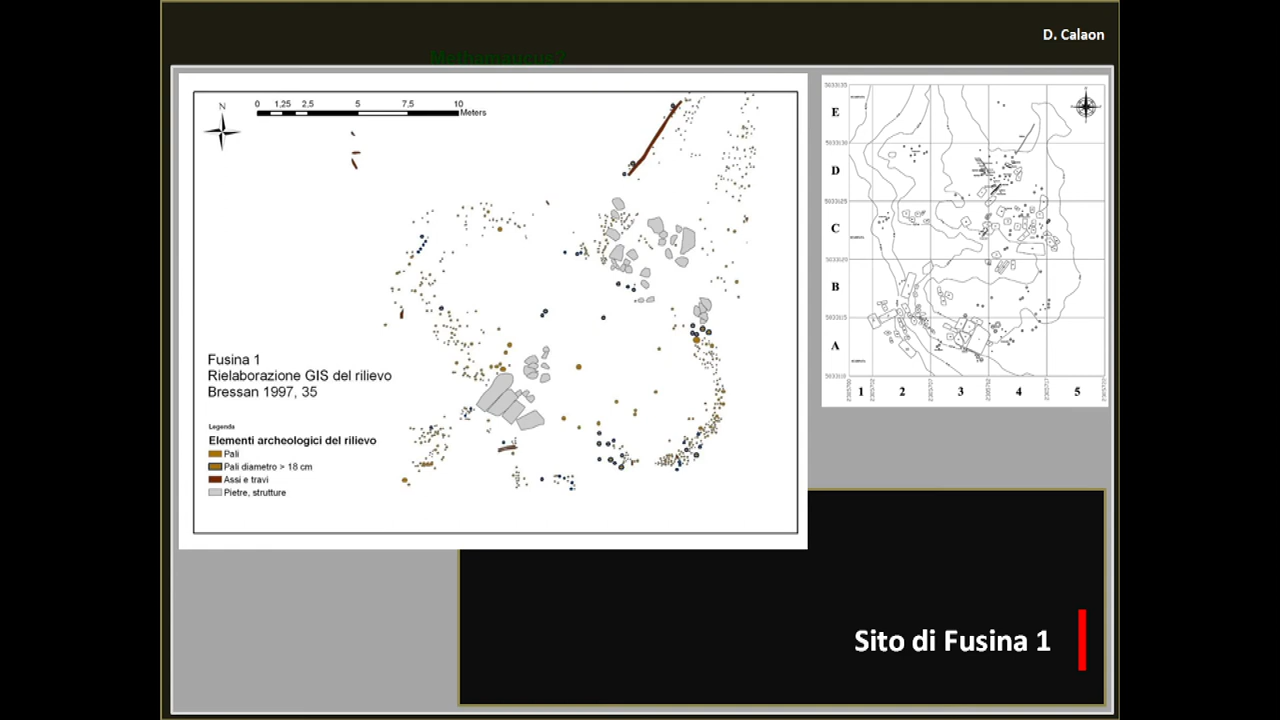 D. Calaon
N
0 1,25 2,5 5 7,5 10
Meters
Fusina 1
Rielaborazione GIS del rilievo
Bressan 1997, 35
Legenda
Elementi archeologici del rilievo
Pali
Pali diametro > 18 cm
Assi e travi
Pietre, strutture
E
D
C
B
A
1 2 3 4 5
Sito di Fusina 1